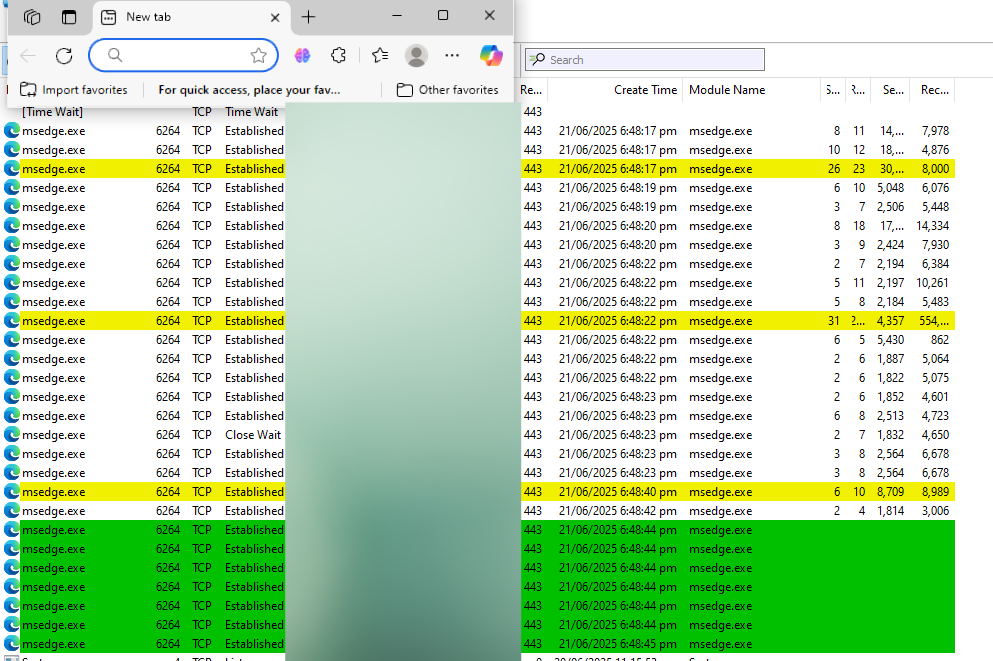 New tab
Import favorites For quick access, place your fav... Other favorites
Search
Re... Create Time Module Name S... R... Se... Rec...
[Time Wait] TCP Time Wait 443
msedge.exe 6264 TCP Established 443 21/06/2025 6:48:17 pm msedge.exe 8 11 14,... 7,978
msedge.exe 6264 TCP Established 443 21/06/2025 6:48:17 pm msedge.exe 10 12 18,... 4,876
msedge.exe 6264 TCP Established 443 21/06/2025 6:48:17 pm msedge.exe 26 23 30,... 8,000
msedge.exe 6264 TCP Established 443 21/06/2025 6:48:19 pm msedge.exe 6 10 5,048 6,076
msedge.exe 6264 TCP Established 443 21/06/2025 6:48:19 pm msedge.exe 3 7 2,506 5,448
msedge.exe 6264 TCP Established 443 21/06/2025 6:48:20 pm msedge.exe 8 18 17,... 14,334
msedge.exe 6264 TCP Established 443 21/06/2025 6:48:20 pm msedge.exe 3 9 2,424 7,930
msedge.exe 6264 TCP Established 443 21/06/2025 6:48:22 pm msedge.exe 2 7 2,194 6,384
msedge.exe 6264 TCP Established 443 21/06/2025 6:48:22 pm msedge.exe 5 11 2,197 10,261
msedge.exe 6264 TCP Established 443 21/06/2025 6:48:22 pm msedge.exe 5 8 2,184 5,483
msedge.exe 6264 TCP Established 443 21/06/2025 6:48:22 pm msedge.exe 31 2... 4,357 554,...
msedge.exe 6264 TCP Established 443 21/06/2025 6:48:22 pm msedge.exe 6 5 5,430 862
msedge.exe 6264 TCP Established 443 21/06/2025 6:48:22 pm msedge.exe 2 6 1,887 5,064
msedge.exe 6264 TCP Established 443 21/06/2025 6:48:22 pm msedge.exe 2 6 1,822 5,075
msedge.exe 6264 TCP Established 443 21/06/2025 6:48:23 pm msedge.exe 2 6 1,852 4,601
msedge.exe 6264 TCP Established 443 21/06/2025 6:48:23 pm msedge.exe 6 8 2,513 4,723
msedge.exe 6264 TCP Close Wait 443 21/06/2025 6:48:23 pm msedge.exe 2 7 1,832 4,650
msedge.exe 6264 TCP Established 443 21/06/2025 6:48:23 pm msedge.exe 3 8 2,564 6,678
msedge.exe 6264 TCP Established 443 21/06/2025 6:48:23 pm msedge.exe 3 8 2,564 6,678
msedge.exe 6264 TCP Established 443 21/06/2025 6:48:40 pm msedge.exe 6 10 8,709 8,989
msedge.exe 6264 TCP Established 443 21/06/2025 6:48:42 pm msedge.exe 2 4 1,814 3,006
msedge.exe 6264 TCP Established 443 21/06/2025 6:48:44 pm msedge.exe
msedge.exe 6264 TCP Established 443 21/06/2025 6:48:44 pm msedge.exe
msedge.exe 6264 TCP Established 443 21/06/2025 6:48:44 pm msedge.exe
msedge.exe 6264 TCP Established 443 21/06/2025 6:48:44 pm msedge.exe
msedge.exe 6264 TCP Established 443 21/06/2025 6:48:44 pm msedge.exe
msedge.exe 6264 TCP Established 443 21/06/2025 6:48:44 pm msedge.exe
msedge.exe 6264 TCP Established 443 21/06/2025 6:48:45 pm msedge.exe